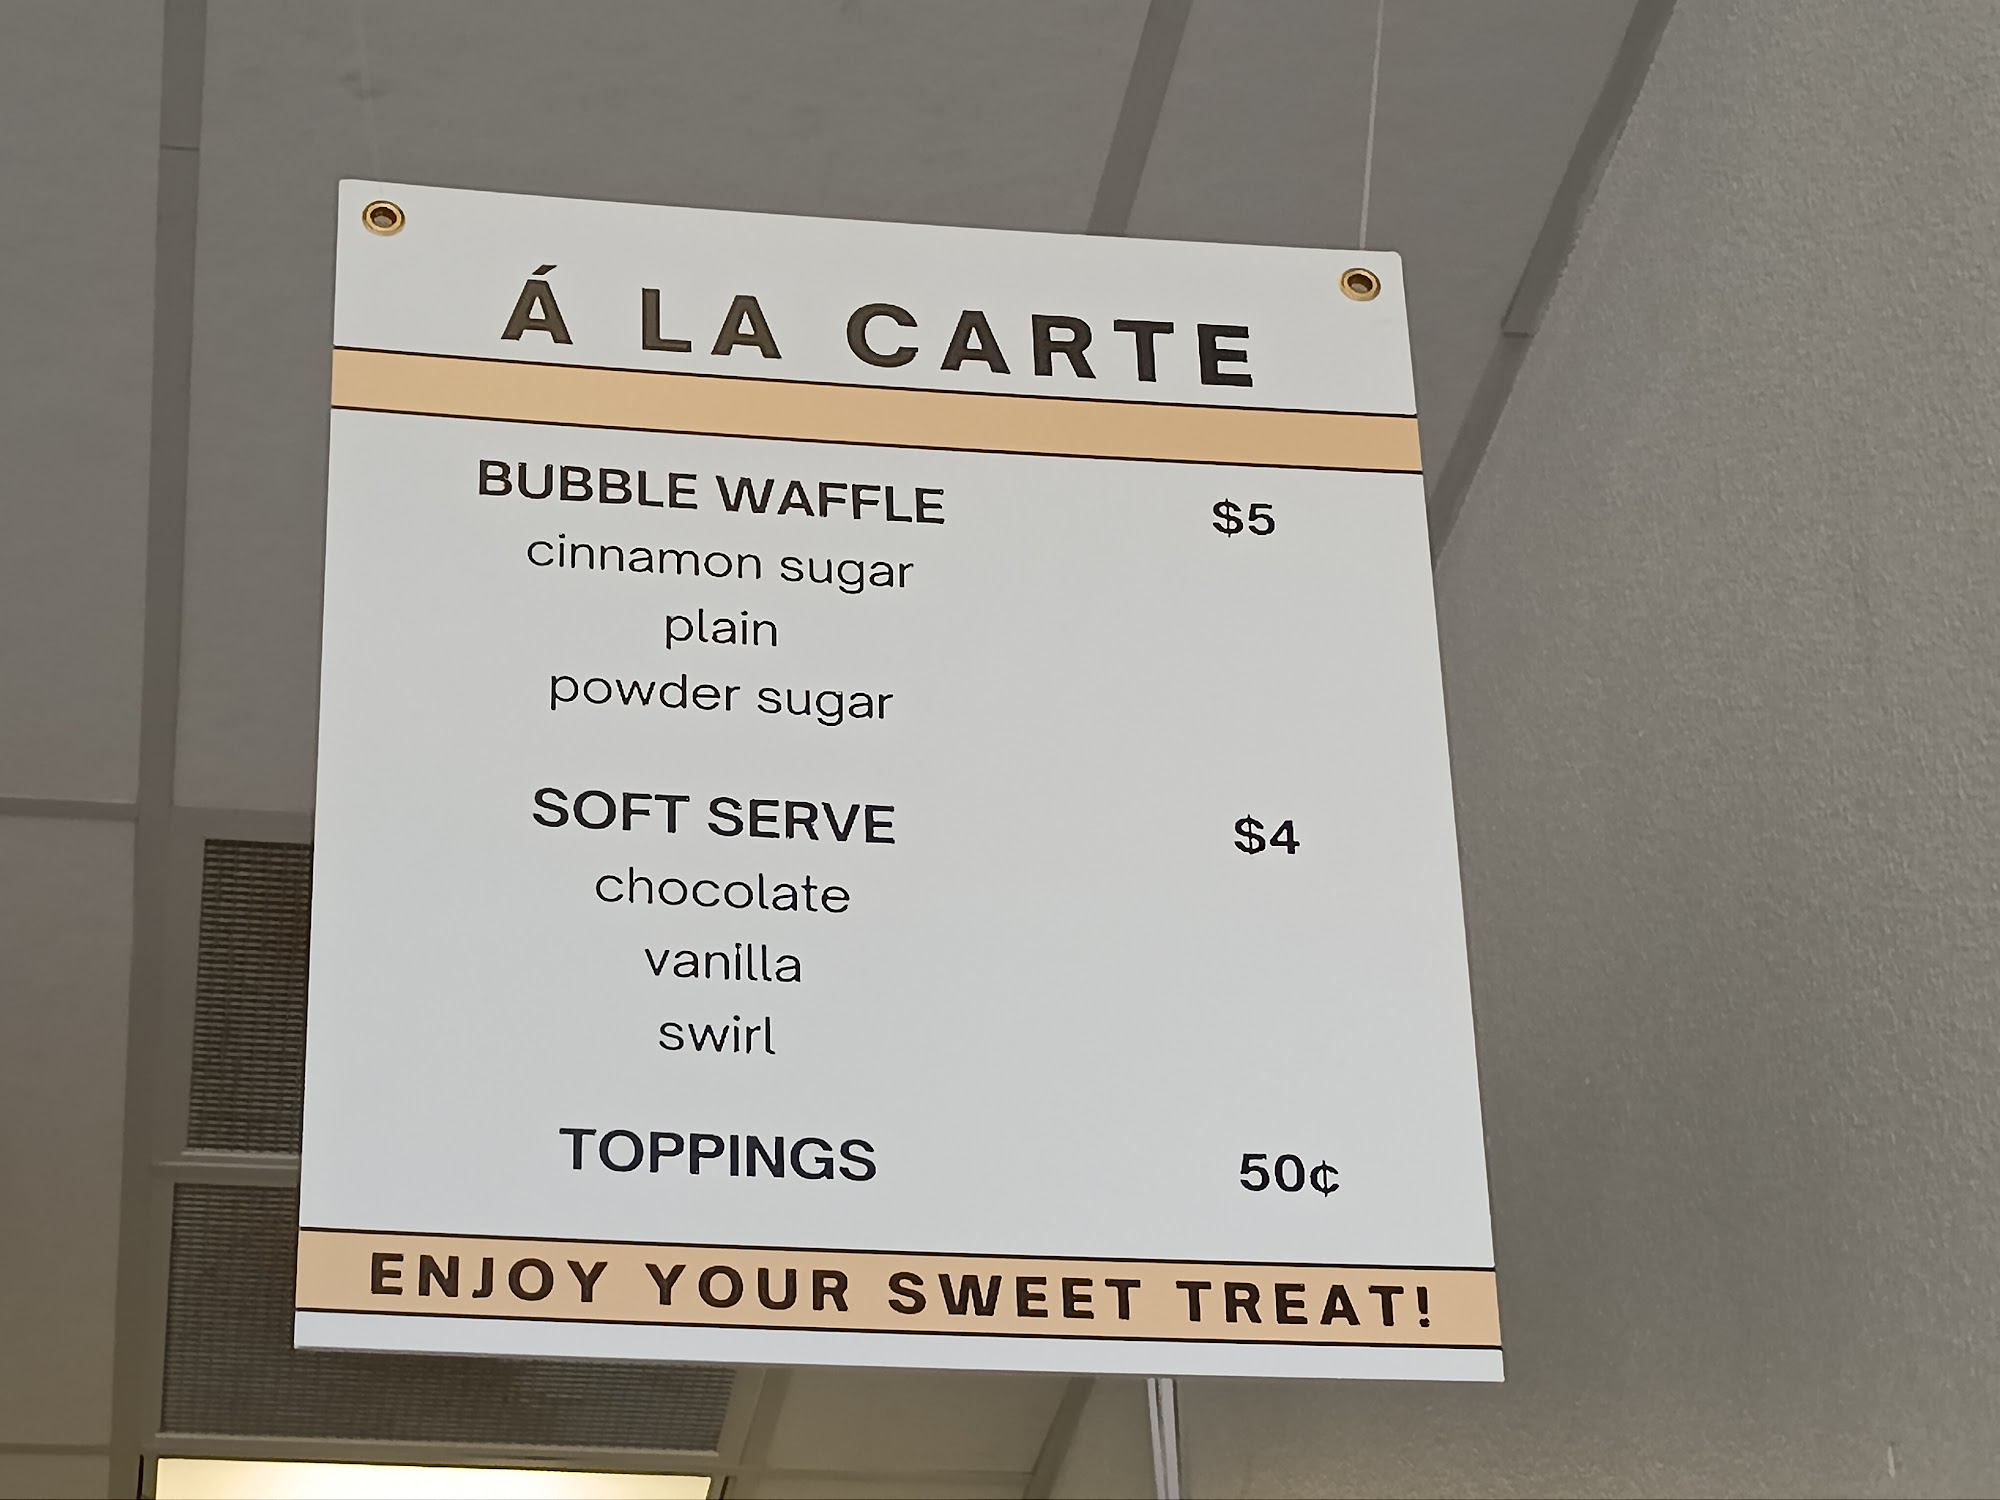 Á LA CARTE
BUBBLE WAFFLE $5
cinnamon sugar
plain
powder sugar
SOFT SERVE $4
chocolate
vanilla
swirl
TOPPINGS 50¢
ENJOY YOUR SWEET TREAT!